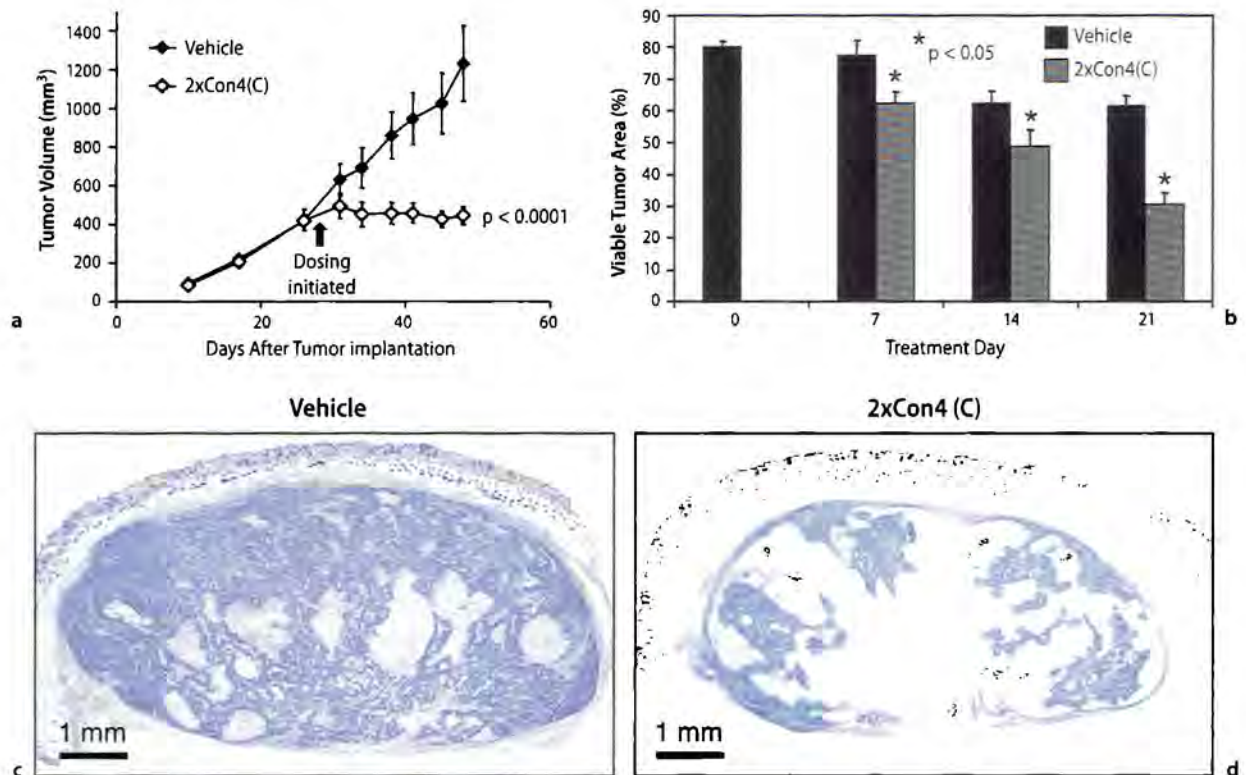 1400
1200
1000
800
600
400
200
0
Tumor Volume (mm³)
Vehicle
2xCon4(C)
p < 0.0001
Dosing
initiated
0 20 40 60
Days After Tumor implantation
a
90
80
70
60
50
40
30
20
10
0
Viable Tumor Area (%)
* p < 0.05
Vehicle
2xCon4(C)
*
*
*
0 7 14 21
Treatment Day
b
Vehicle
1 mm
c
2xCon4 (C)
1 mm
d